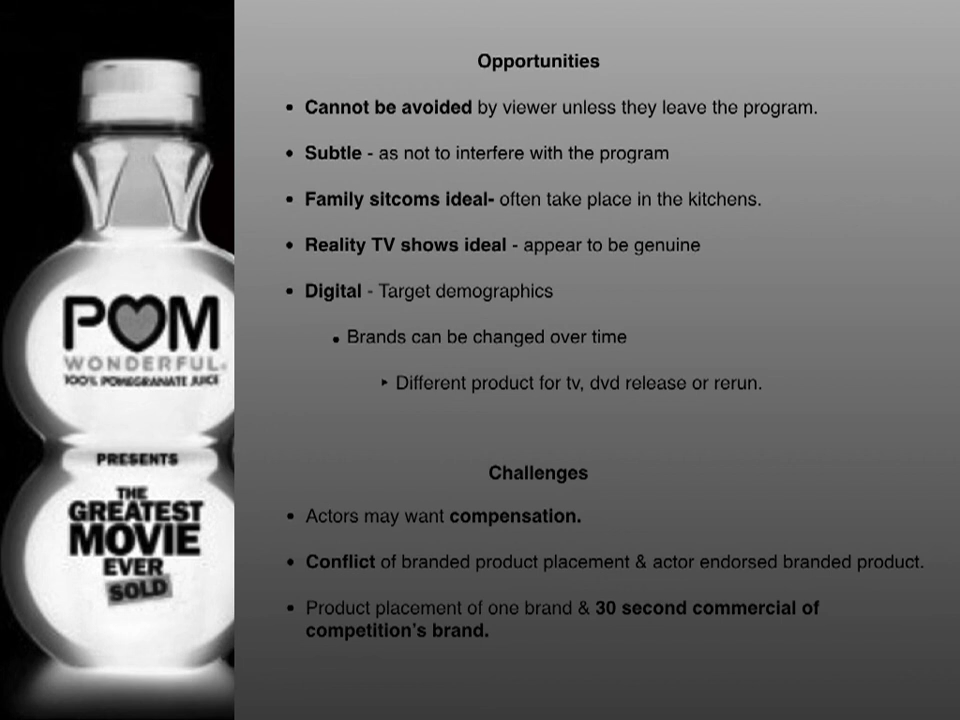 POM
WONDERFUL.
100% POMEGRANATE JUICE
PRESENTS
THE
GREATEST
MOVIE
EVER
SOLD
Opportunities
• Cannot be avoided by viewer unless they leave the program.
• Subtle - as not to interfere with the program
• Family sitcoms ideal- often take place in the kitchens.
• Reality TV shows ideal - appear to be genuine
• Digital - Target demographics
• Brands can be changed over time
‣ Different product for tv, dvd release or rerun.
Challenges
• Actors may want compensation.
• Conflict of branded product placement & actor endorsed branded product.
• Product placement of one brand & 30 second commercial of
competition's brand.